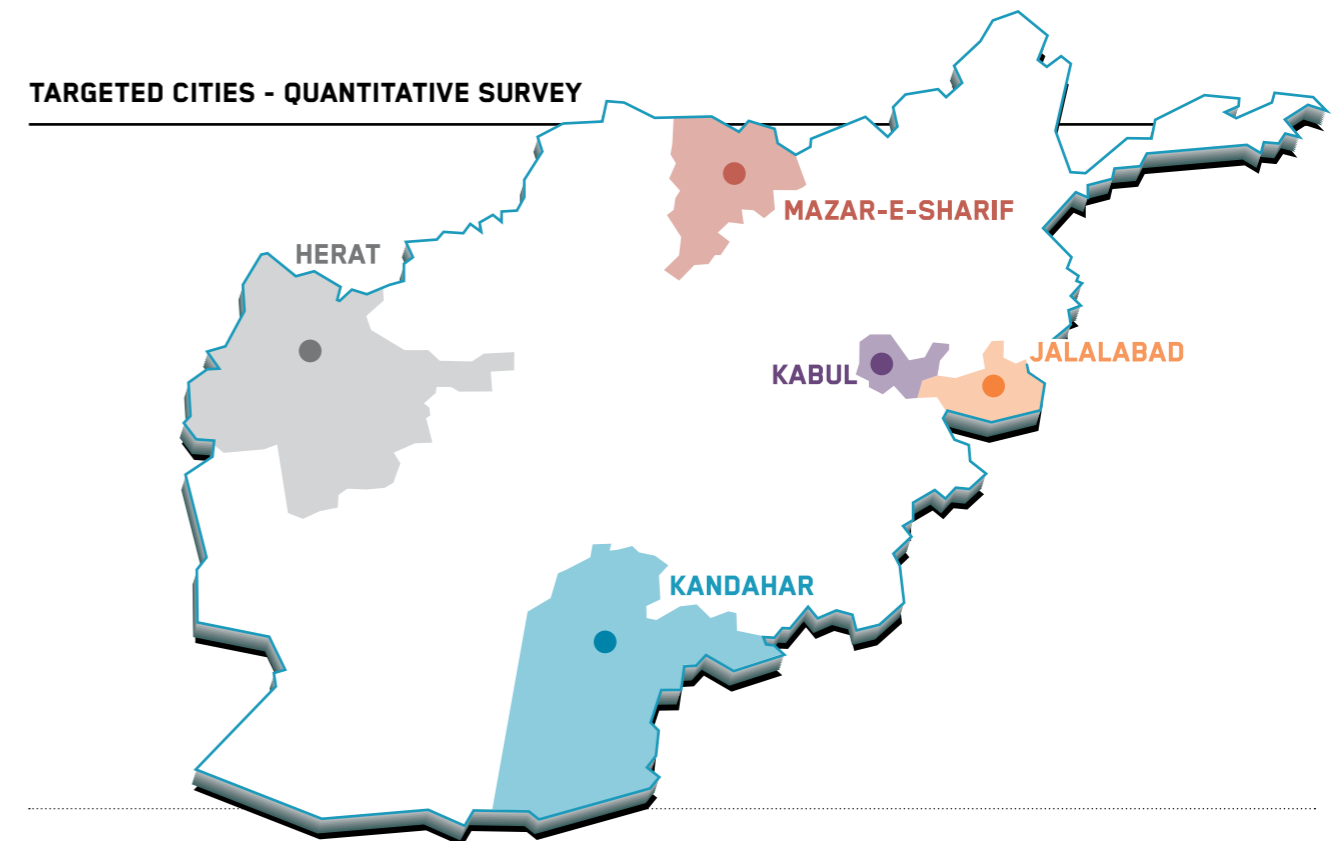 TARGETED CITIES - QUANTITATIVE SURVEY
MAZAR-E-SHARIF
HERAT
JALALABAD
KABUL
KANDAHAR